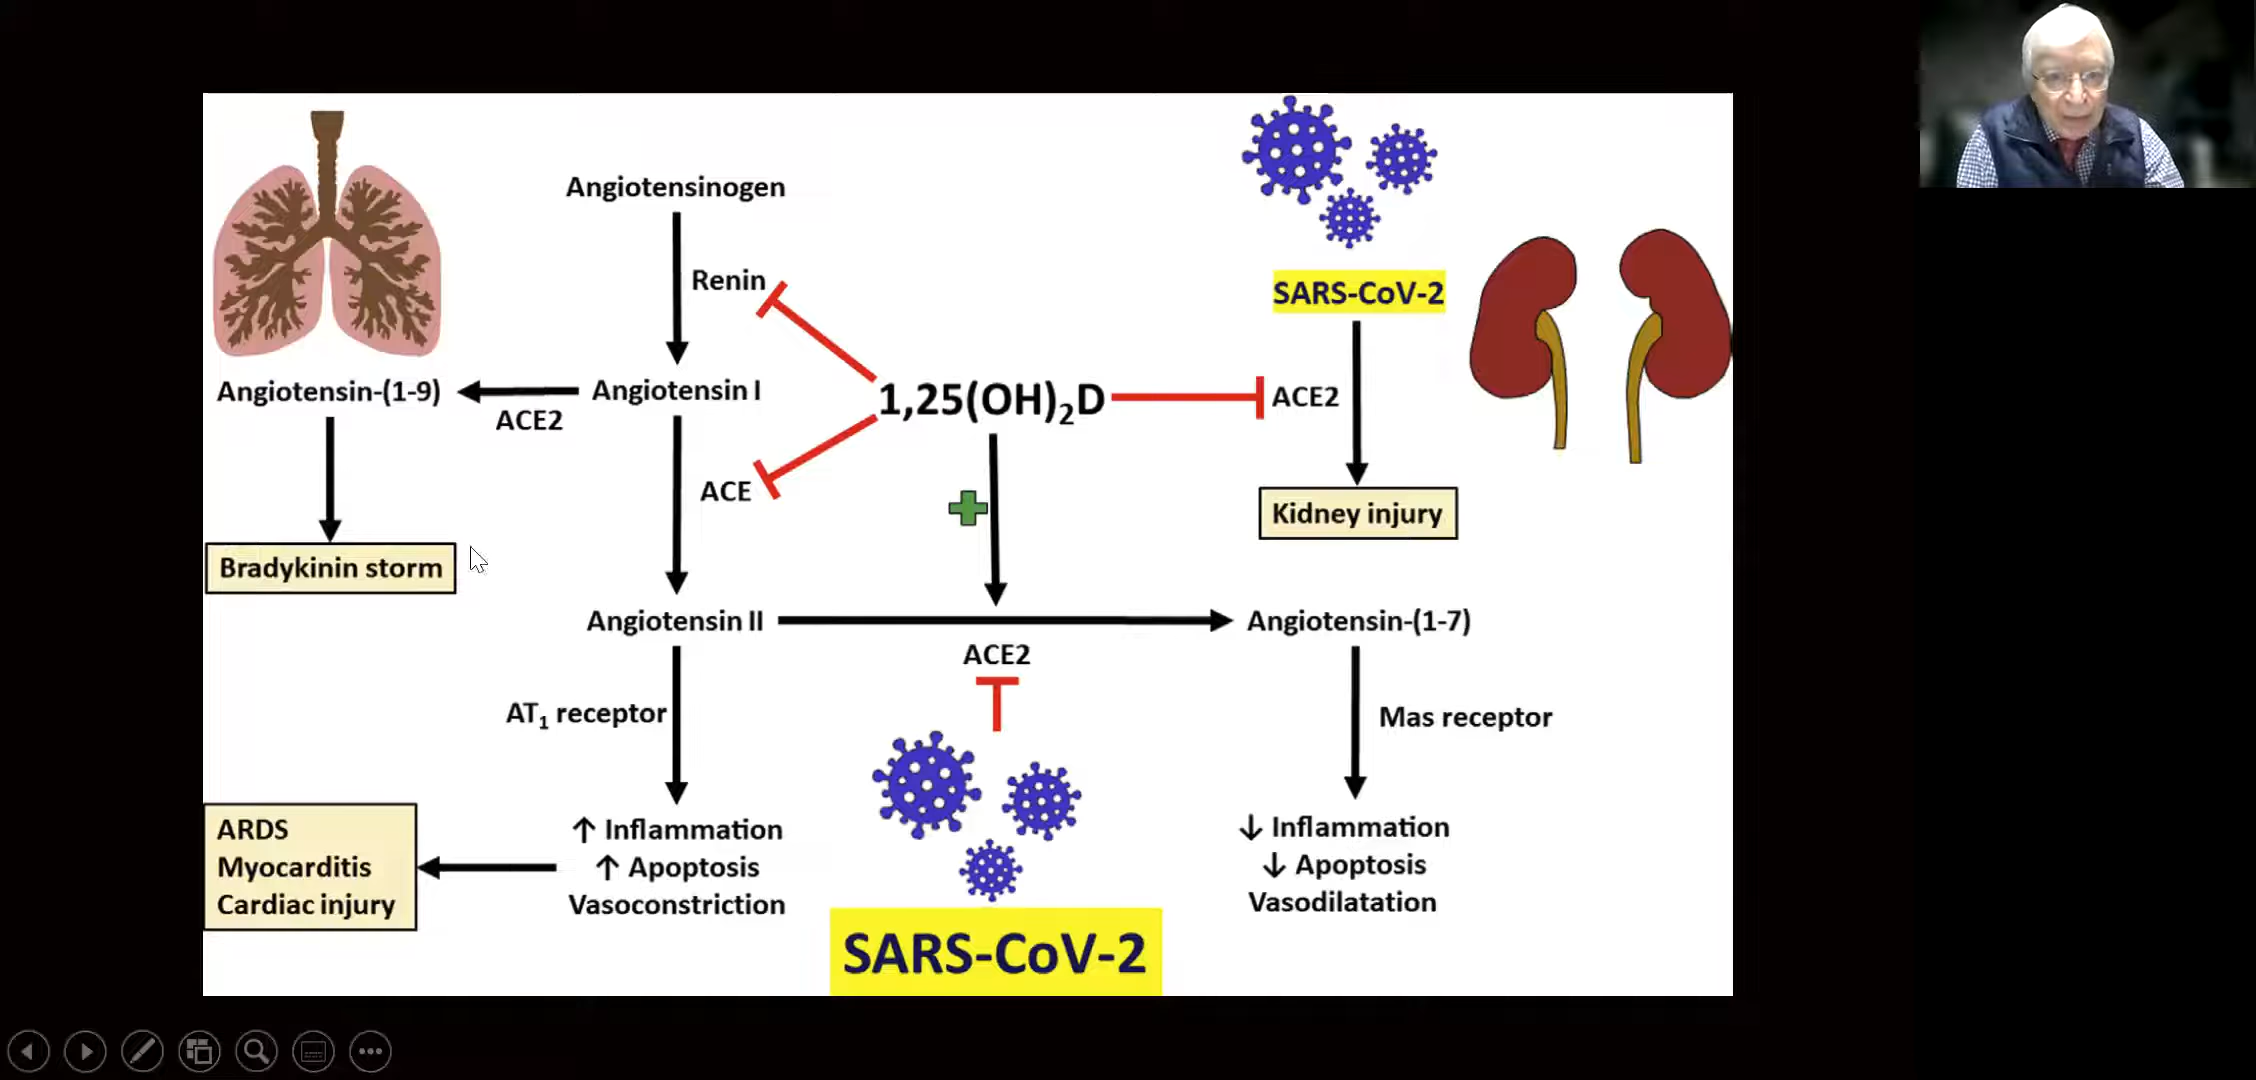 Angiotensinogen
Renin
SARS-CoV-2
Angiotensin-(1-9)
ACE2
Angiotensin I
1,25(OH)₂D
ACE2
ACE
Kidney injury
Bradykinin storm
Angiotensin II
ACE2
Angiotensin-(1-7)
AT₁ receptor
Mas receptor
ARDS
Myocarditis
Cardiac injury
↑ Inflammation
↑ Apoptosis
Vasoconstriction
↓ Inflammation
↓ Apoptosis
Vasodilatation
SARS-CoV-2